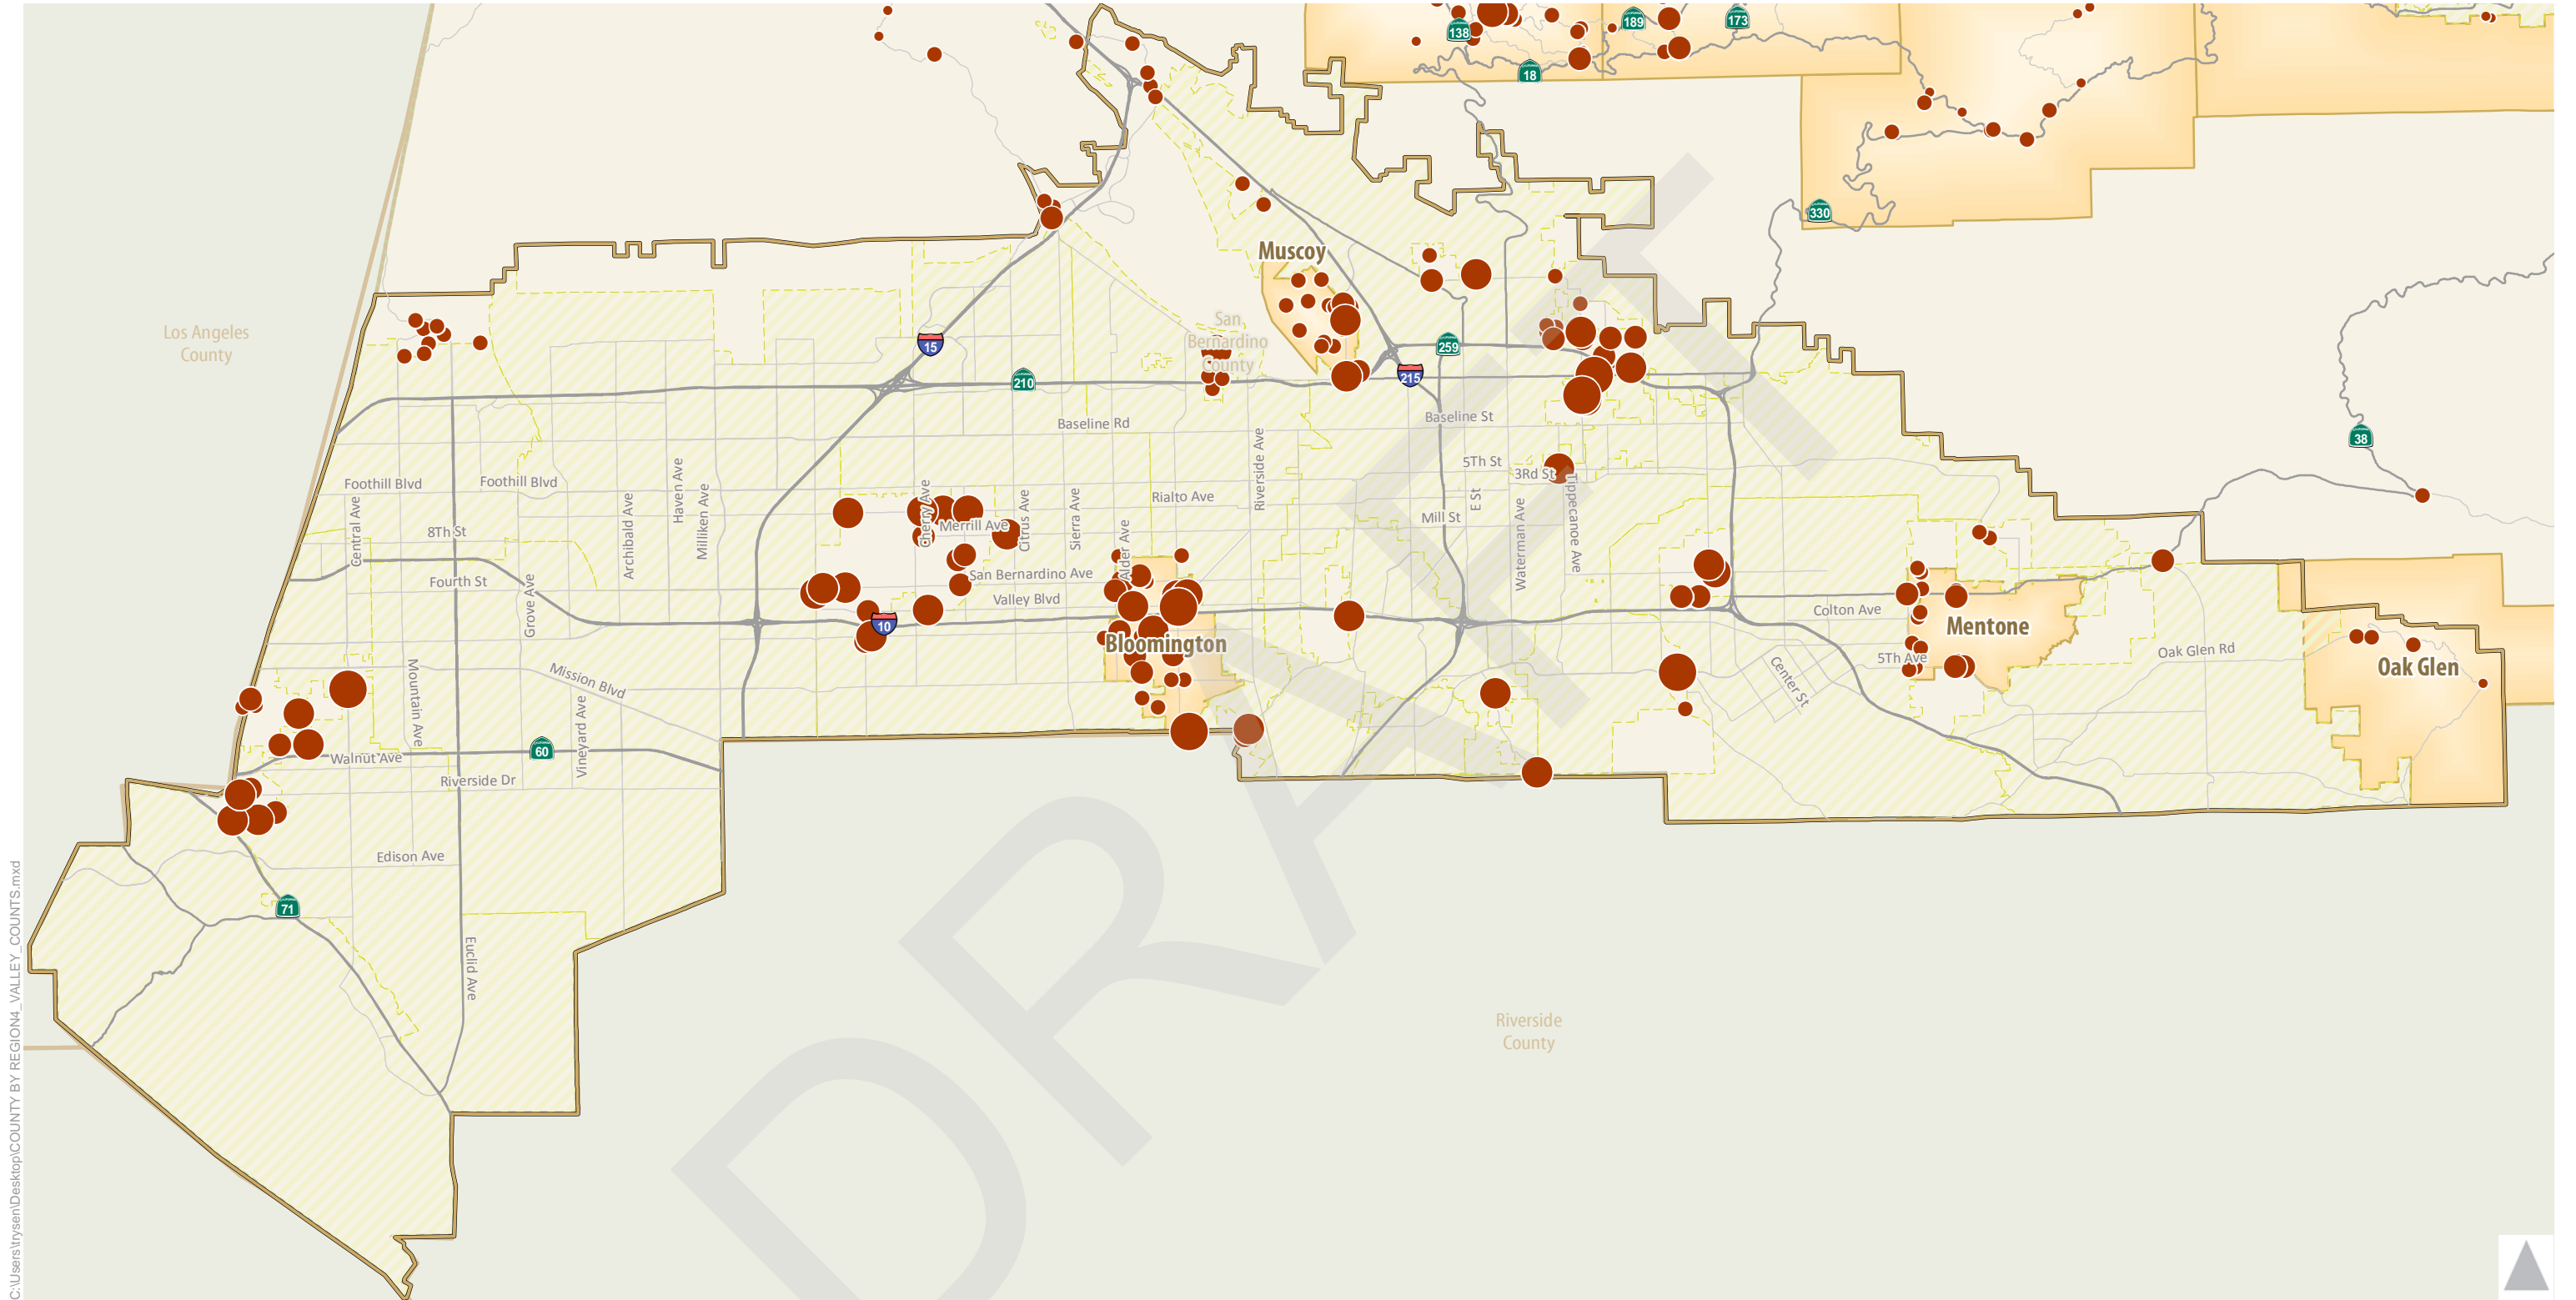 138
189
173
18
330
Muscoy
Los Angeles
County
San
Bernardino
County
15
259
210
215
Baseline Rd
Baseline St
38
Foothill Blvd
Foothill Blvd
Central Ave
Archibald Ave
Haven Ave
Milliken Ave
Cherry Ave
Merrill Ave
Citrus Ave
Sierra Ave
Alder Ave
Rialto Ave
Riverside Ave
5Th St
3Rd St
E St
Mill St
Waterman Ave
Tippecanoe Ave
8Th St
Fourth St
Grove Ave
San Bernardino Ave
Valley Blvd
10
Colton Ave
Bloomington
Mentone
5Th Ave
Center St
Oak Glen Rd
Oak Glen
Mountain Ave
Mission Blvd
Vineyard Ave
Walnut Ave
60
Riverside Dr
Edison Ave
71
Euclid Ave
Riverside
County
DRAFT
C:\Users\trysen\Desktop\COUNTY BY REGION4_VALLEY_COUNTS.mxd